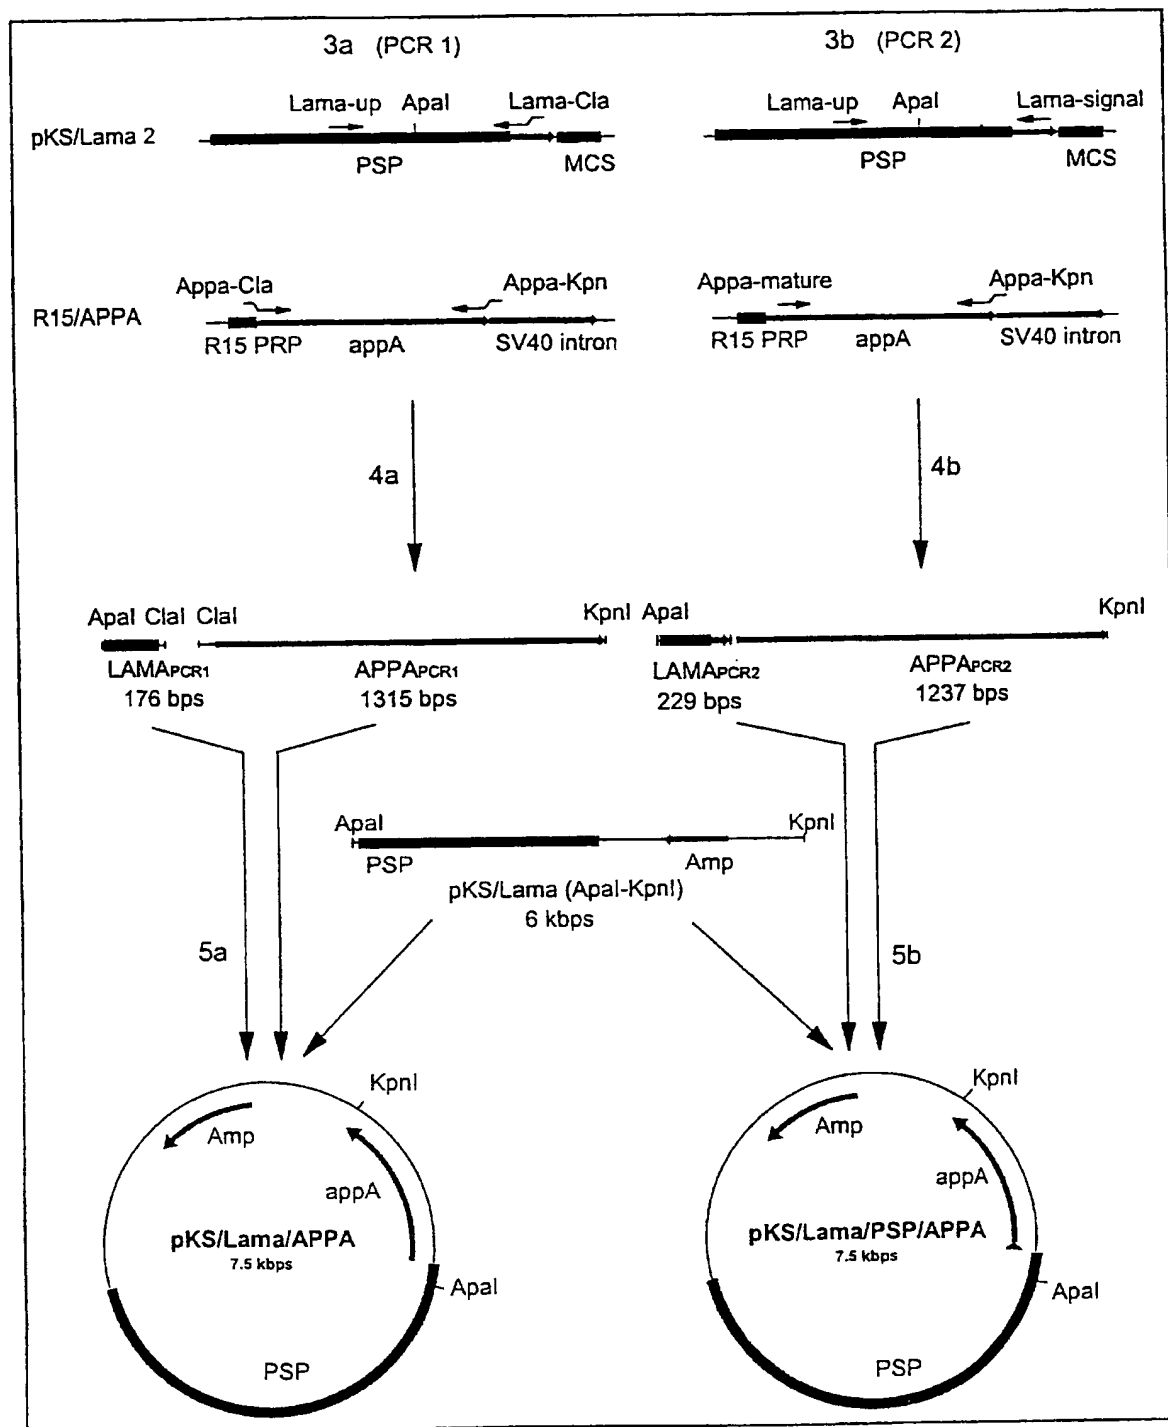 3a (PCR 1) 3b (PCR 2)
Lama-up ApaI Lama-Cla Lama-up ApaI Lama-signal
pKS/Lama 2
PSP MCS PSP MCS
Appa-Cla Appa-Kpn Appa-mature Appa-Kpn
R15/APPA
R15 PRP appA SV40 intron R15 PRP appA SV40 intron
4a 4b
ApaI ClaI ClaI KpnI ApaI KpnI
LAMAPCR1 APPAPCR1 LAMAPCR2 APPAPCR2
176 bps 1315 bps 229 bps 1237 bps
ApaI KpnI
PSP Amp
pKS/Lama (ApaI-KpnI)
6 kbps
5a 5b
KpnI KpnI
Amp Amp
appA appA
pKS/Lama/APPA pKS/Lama/PSP/APPA
7.5 kbps 7.5 kbps
ApaI ApaI
PSP PSP